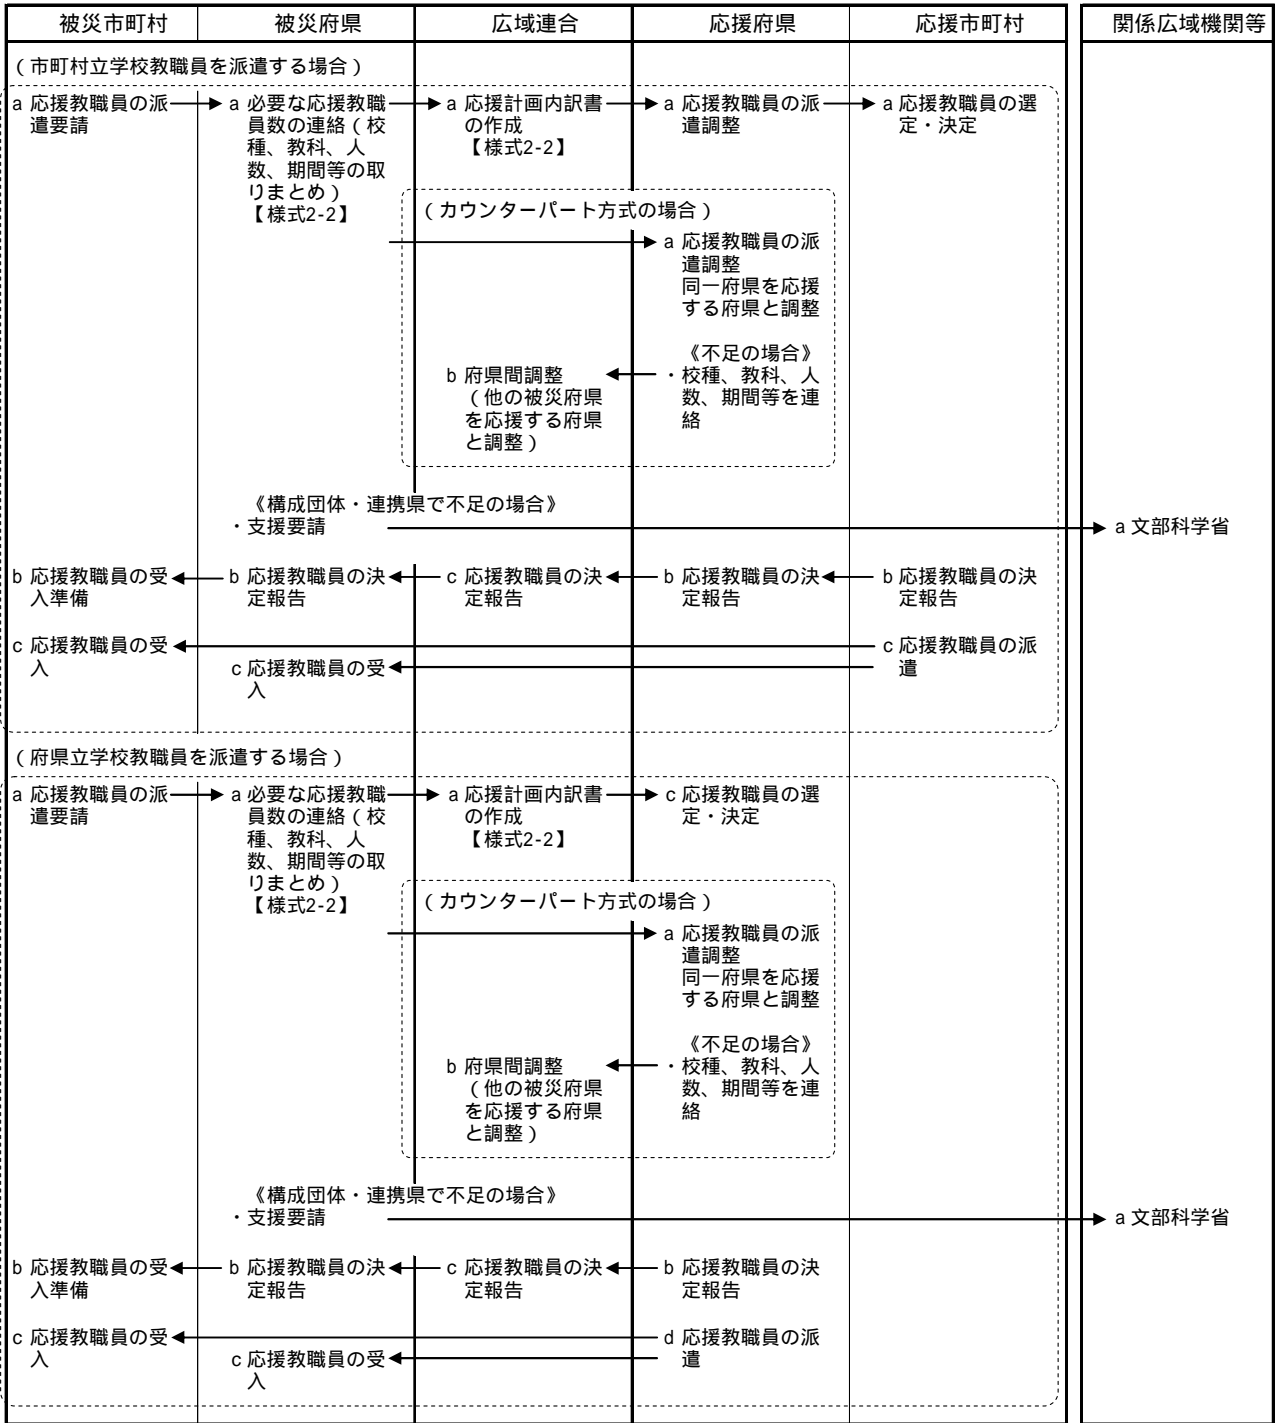 被災市町村 被災府県 広域連合 応援府県 応援市町村 関係広域機関等
（市町村立学校教職員を派遣する場合）
a 応援教職員の派
遣要請
a 必要な応援教職
員数の連絡（校
種、教科、人
数、期間等の取
りまとめ）
【様式2-2】
a 応援計画内訳書
の作成
【様式2-2】
a 応援教職員の派
遣調整
a 応援教職員の選
定・決定
（カウンターパート方式の場合）
a 応援教職員の派
遣調整
同一府県を応援
する府県と調整
《不足の場合》
・校種、教科、人
数、期間等を連
絡
b 府県間調整
（他の被災府県
を応援する府県
と調整）
《構成団体・連携県で不足の場合》
・支援要請
a 文部科学省
b 応援教職員の受
入準備
b 応援教職員の決
定報告
c 応援教職員の決
定報告
b 応援教職員の決
定報告
b 応援教職員の決
定報告
c 応援教職員の受
入
c 応援教職員の受
入
c 応援教職員の派
遣
（府県立学校教職員を派遣する場合）
a 応援教職員の派
遣要請
a 必要な応援教職
員数の連絡（校
種、教科、人
数、期間等の取
りまとめ）
【様式2-2】
a 応援計画内訳書
の作成
【様式2-2】
c 応援教職員の選
定・決定
（カウンターパート方式の場合）
a 応援教職員の派
遣調整
同一府県を応援
する府県と調整
《不足の場合》
・校種、教科、人
数、期間等を連
絡
b 府県間調整
（他の被災府県
を応援する府県
と調整）
《構成団体・連携県で不足の場合》
・支援要請
a 文部科学省
b 応援教職員の受
入準備
b 応援教職員の決
定報告
c 応援教職員の決
定報告
b 応援教職員の決
定報告
c 応援教職員の受
入
c 応援教職員の受
入
d 応援教職員の派
遣